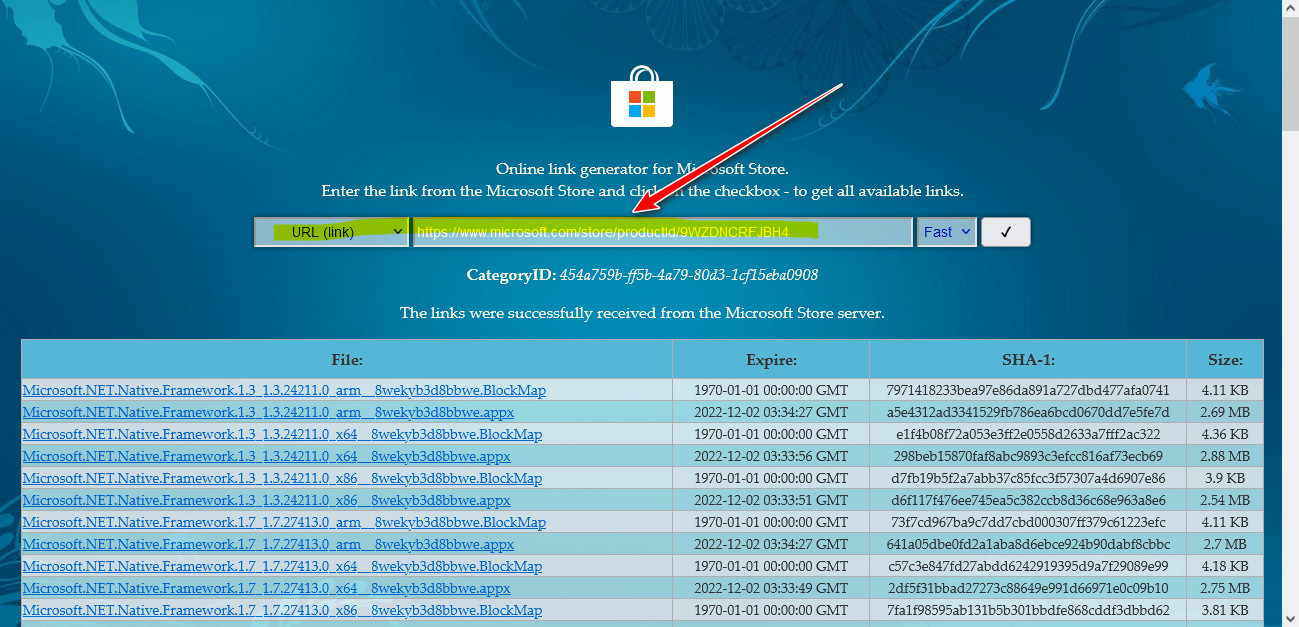 Online link generator for Microsoft Store.
Enter the link from the Microsoft Store and click on the checkbox - to get all available links.
URL (link) https://www.microsoft.com/store/productId/9WZDNCRFJBH4 Fast ✓
CategoryID: 454a759b-ff5b-4a79-80d3-1cf15eba0908
The links were successfully received from the Microsoft Store server.
File: Expire: SHA-1: Size:
Microsoft.NET.Native.Framework.1.3_1.3.24211.0_arm__8wekyb3d8bbwe.BlockMap 1970-01-01 00:00:00 GMT 7971418233bea97e86da891a727dbd477afa0741 4.11 KB
Microsoft.NET.Native.Framework.1.3_1.3.24211.0_arm__8wekyb3d8bbwe.appx 2022-12-02 03:34:27 GMT a5e4312ad3341529fb786ea6bcd0670dd7e5fe7d 2.69 MB
Microsoft.NET.Native.Framework.1.3_1.3.24211.0_x64__8wekyb3d8bbwe.BlockMap 1970-01-01 00:00:00 GMT e1f4b08f72a053e3ff2e0558d2633a7fff2ac322 4.36 KB
Microsoft.NET.Native.Framework.1.3_1.3.24211.0_x64__8wekyb3d8bbwe.appx 2022-12-02 03:33:56 GMT 298beb15870faf8abc9893c3efcc816af73ecb69 2.88 MB
Microsoft.NET.Native.Framework.1.3_1.3.24211.0_x86__8wekyb3d8bbwe.BlockMap 1970-01-01 00:00:00 GMT d7fb19b5f2a7abb37c85fcc3f57307a4d6907e86 3.9 KB
Microsoft.NET.Native.Framework.1.3_1.3.24211.0_x86__8wekyb3d8bbwe.appx 2022-12-02 03:33:51 GMT d6f117f476ee745ea5c382ccb8d36c68e963a8e6 2.54 MB
Microsoft.NET.Native.Framework.1.7_1.7.27413.0_arm__8wekyb3d8bbwe.BlockMap 1970-01-01 00:00:00 GMT 73f7cd967ba9c7dd7cbd000307ff379c61223efc 4.11 KB
Microsoft.NET.Native.Framework.1.7_1.7.27413.0_arm__8wekyb3d8bbwe.appx 2022-12-02 03:34:27 GMT 641a05dbe0fd2a1aba8d6ebce924b90dabf8cbbc 2.7 MB
Microsoft.NET.Native.Framework.1.7_1.7.27413.0_x64__8wekyb3d8bbwe.BlockMap 1970-01-01 00:00:00 GMT c57c3e847fd27abdd6242919395d9a7f29089e99 4.18 KB
Microsoft.NET.Native.Framework.1.7_1.7.27413.0_x64__8wekyb3d8bbwe.appx 2022-12-02 03:33:49 GMT 2df5f31bbad27273c88649e991d66971e0c09b10 2.75 MB
Microsoft.NET.Native.Framework.1.7_1.7.27413.0_x86__8wekyb3d8bbwe.BlockMap 1970-01-01 00:00:00 GMT 7fa1f98595ab131b5b301bbdfe868cddf3dbbd62 3.81 KB